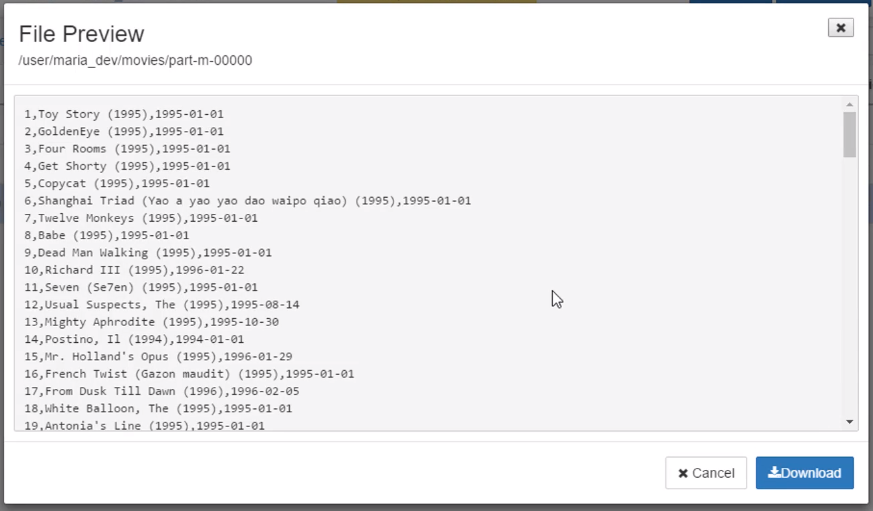 File Preview
/user/maria_dev/movies/part-m-00000
1,Toy Story (1995),1995-01-01
2,GoldenEye (1995),1995-01-01
3,Four Rooms (1995),1995-01-01
4,Get Shorty (1995),1995-01-01
5,Copycat (1995),1995-01-01
6,Shanghai Triad (Yao a yao yao dao waipo qiao) (1995),1995-01-01
7,Twelve Monkeys (1995),1995-01-01
8,Babe (1995),1995-01-01
9,Dead Man Walking (1995),1995-01-01
10,Richard III (1995),1996-01-22
11,Seven (Se7en) (1995),1995-01-01
12,Usual Suspects, The (1995),1995-08-14
13,Mighty Aphrodite (1995),1995-10-30
14,Postino, Il (1994),1994-01-01
15,Mr. Holland's Opus (1995),1996-01-29
16,French Twist (Gazon maudit) (1995),1995-01-01
17,From Dusk Till Dawn (1996),1996-02-05
18,White Balloon, The (1995),1995-01-01
19,Antonia's Line (1995),1995-01-01
Cancel
Download